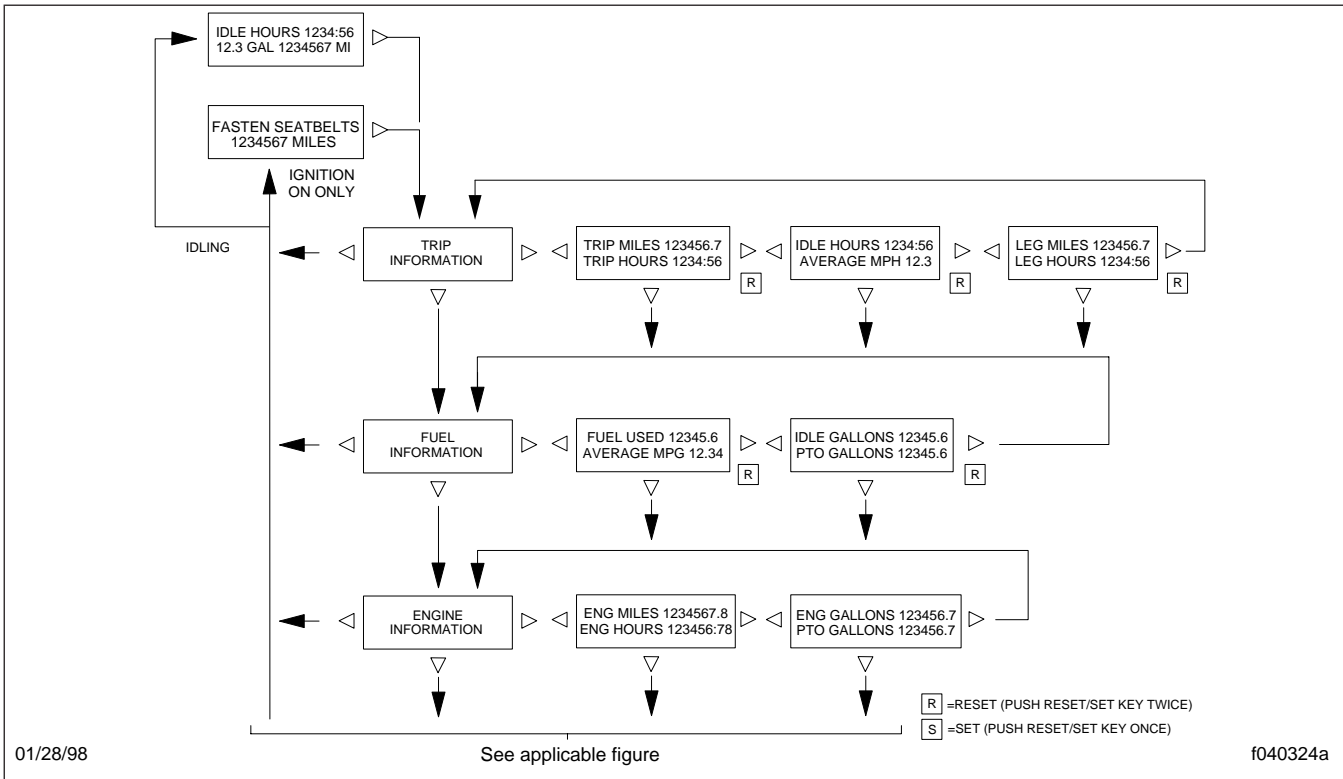 IDLE HOURS 1234:56
12.3 GAL 1234567 MI
FASTEN SEATBELTS
1234567 MILES
IGNITION
ON ONLY
IDLING
TRIP
INFORMATION
TRIP MILES 123456.7
TRIP HOURS 1234:56
R
IDLE HOURS 1234:56
AVERAGE MPH 12.3
R
LEG MILES 123456.7
LEG HOURS 1234:56
R
FUEL
INFORMATION
FUEL USED 12345.6
AVERAGE MPG 12.34
R
IDLE GALLONS 12345.6
PTO GALLONS 12345.6
R
ENGINE
INFORMATION
ENG MILES 1234567.8
ENG HOURS 123456:78
ENG GALLONS 123456.7
PTO GALLONS 123456.7
R =RESET (PUSH RESET/SET KEY TWICE)
S =SET (PUSH RESET/SET KEY ONCE)
01/28/98
See applicable figure
f040324a